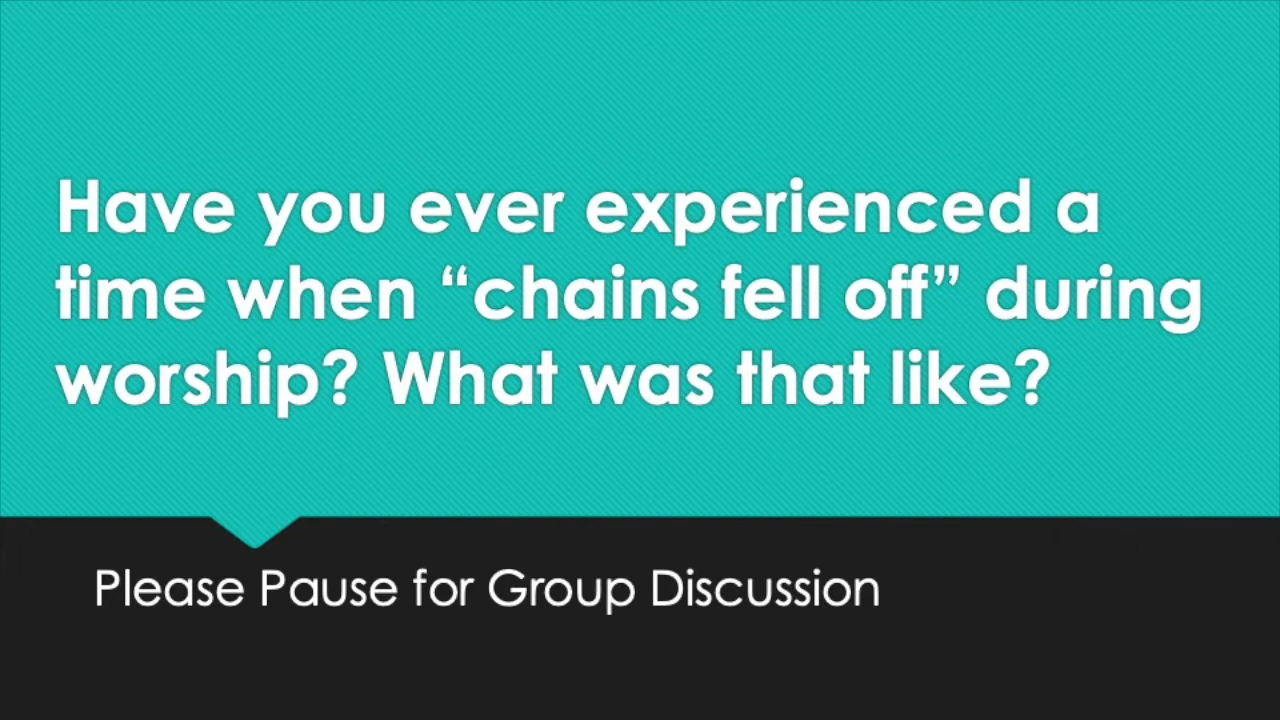 Have you ever experienced a
time when “chains fell off” during
worship? What was that like?
Please Pause for Group Discussion